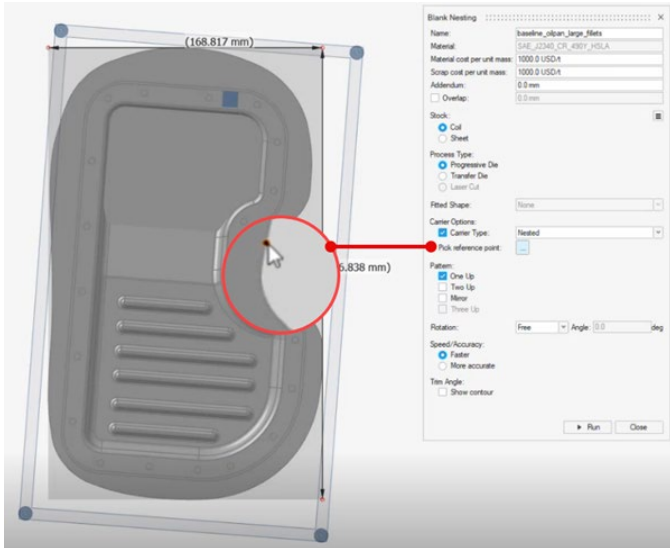 (168.817 mm)
6.838 mm)
Blank Nesting
Name: baseline_oilpan_large_fillets
Material: SAE_J2340_CR_490Y_HSLA
Material cost per unit mass: 1000.0 USD/t
Scrap cost per unit mass: 1000.0 USD/t
Addendum: 0.0 mm
Overlap: 0.0 mm
Stock:
Coil
Sheet
Process Type:
Progressive Die
Transfer Die
Laser Cut
Fitted Shape: None
Carrier Options:
Carrier Type: Nested
Pick reference point: ...
Pattern:
One Up
Two Up
Mirror
Three Up
Rotation: Free Angle: 0.0 deg
Speed/Accuracy:
Faster
More accurate
Trim Angle:
Show contour
Run Close